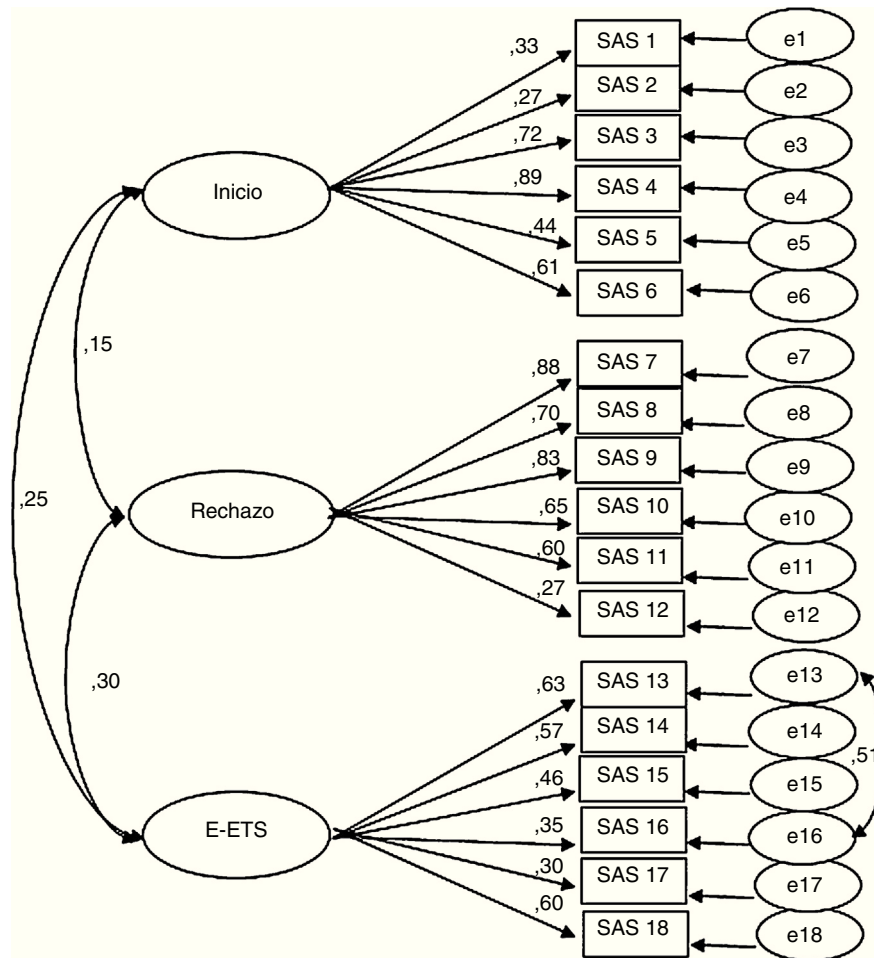 ,33
SAS 1
e1
,27
SAS 2
e2
,72
SAS 3
e3
Inicio
,89
SAS 4
e4
,44
SAS 5
e5
,61
SAS 6
e6
,15
,88
SAS 7
e7
,70
SAS 8
e8
,83
SAS 9
e9
,25
Rechazo
,65
SAS 10
e10
,60
SAS 11
e11
,27
SAS 12
e12
,30
,63
SAS 13
e13
,57
SAS 14
e14
,51
,46
SAS 15
e15
E-ETS
,35
SAS 16
e16
,30
SAS 17
e17
,60
SAS 18
e18